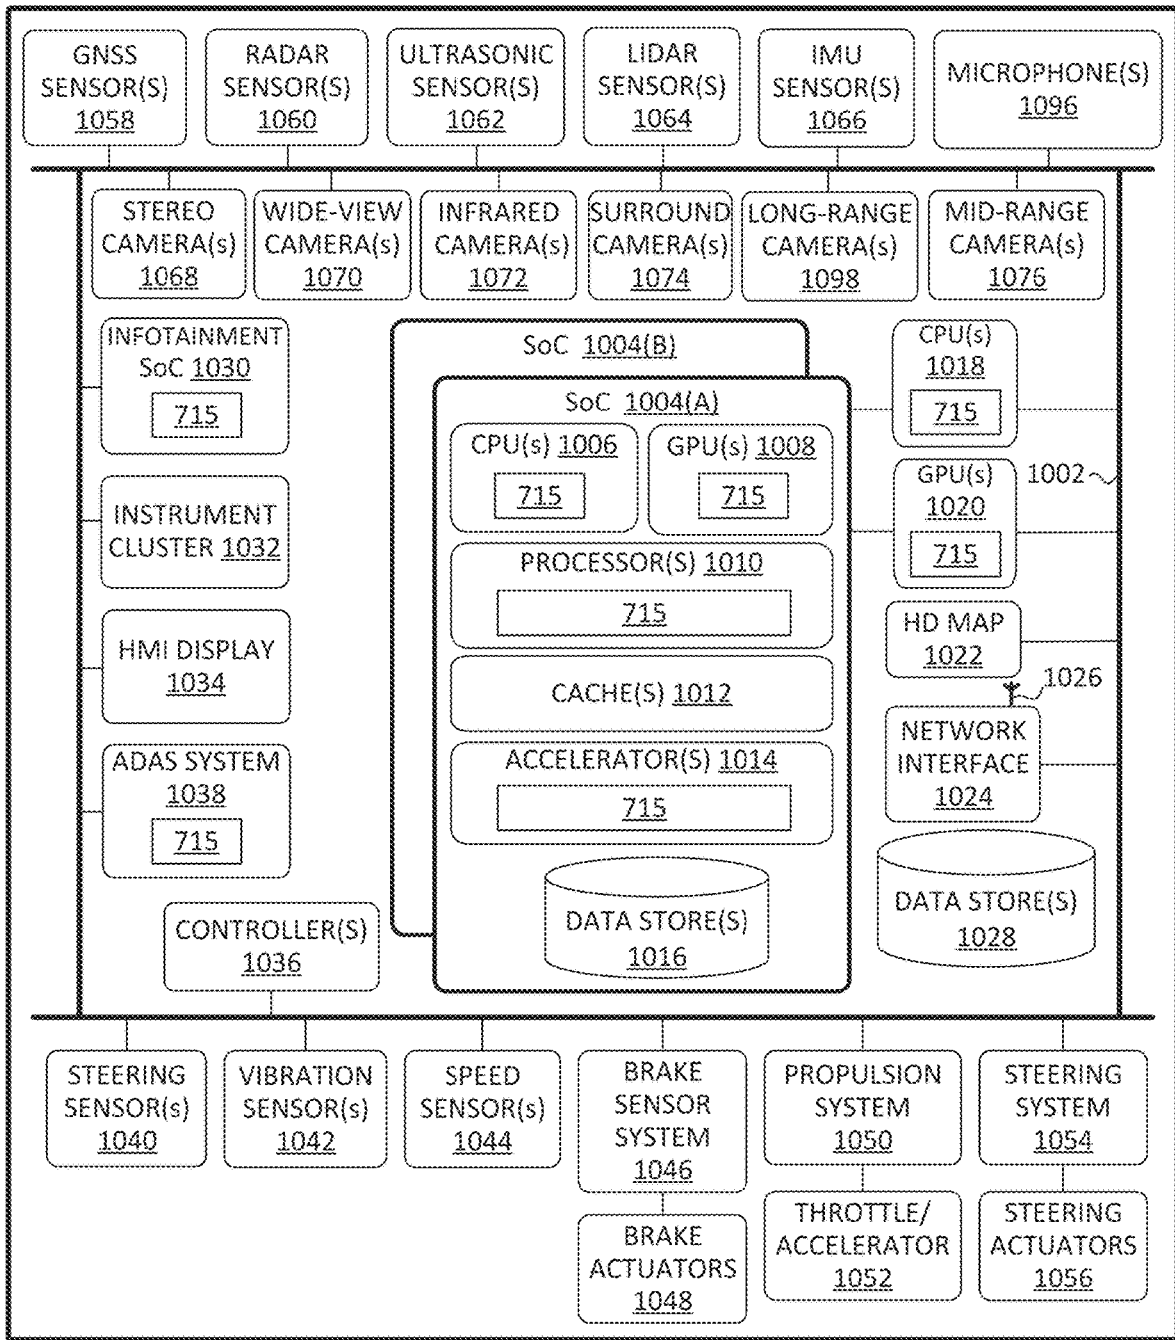 GNSS
SENSOR(S)
1058
RADAR
SENSOR(S)
1060
ULTRASONIC
SENSOR(S)
1062
LIDAR
SENSOR(S)
1064
IMU
SENSOR(S)
1066
MICROPHONE(S)
1096
STEREO
CAMERA(s)
1068
WIDE-VIEW
CAMERA(s)
1070
INFRARED
CAMERA(s)
1072
SURROUND
CAMERA(s)
1074
LONG-RANGE
CAMERA(s)
1098
MID-RANGE
CAMERA(s)
1076
INFOTAINMENT
SoC 1030
715
INSTRUMENT
CLUSTER 1032
HMI DISPLAY
1034
ADAS SYSTEM
1038
715
CONTROLLER(S)
1036
SoC 1004(B)
SoC 1004(A)
CPU(s) 1006
715
GPU(s) 1008
715
PROCESSOR(S) 1010
715
CACHE(S) 1012
ACCELERATOR(S) 1014
715
DATA STORE(S)
1016
CPU(s)
1018
715
1002
GPU(s)
1020
715
HD MAP
1022
1026
NETWORK
INTERFACE
1024
DATA STORE(S)
1028
STEERING
SENSOR(s)
1040
VIBRATION
SENSOR(s)
1042
SPEED
SENSOR(s)
1044
BRAKE
SENSOR
SYSTEM
1046
PROPULSION
SYSTEM
1050
STEERING
SYSTEM
1054
BRAKE
ACTUATORS
1048
THROTTLE/
ACCELERATOR
1052
STEERING
ACTUATORS
1056